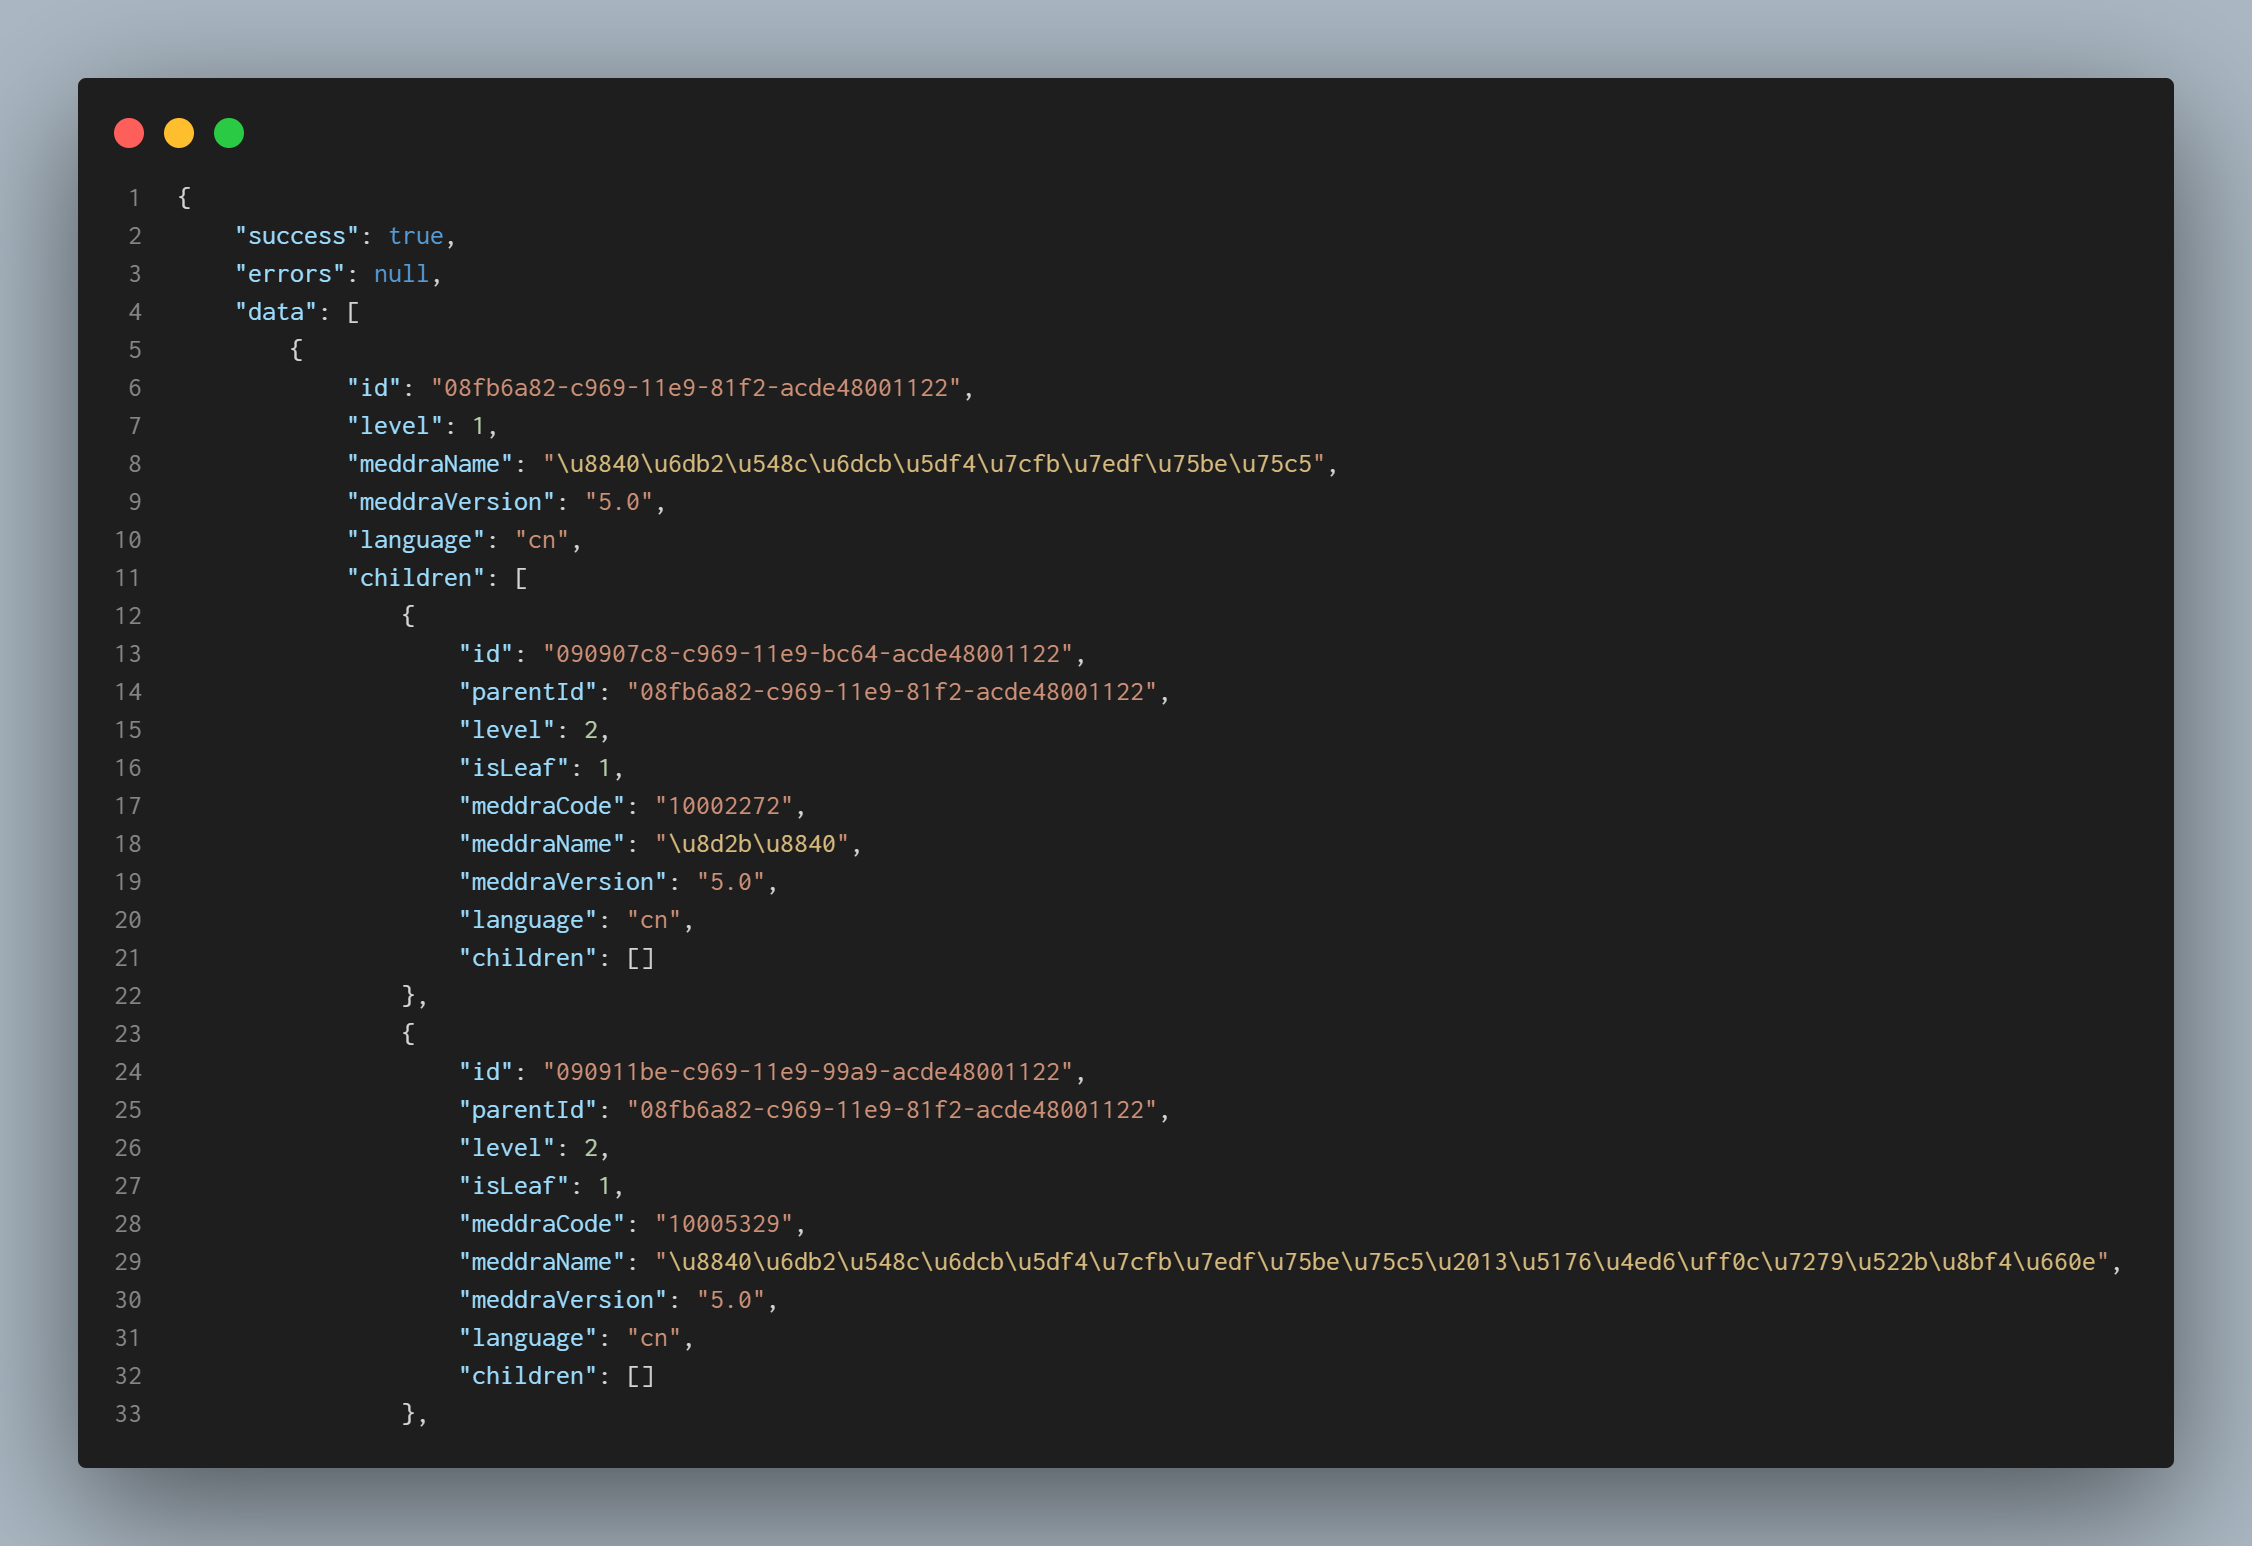 1 {
2     "success": true,
3     "errors": null,
4     "data": [
5         {
6             "id": "08fb6a82-c969-11e9-81f2-acde48001122",
7             "level": 1,
8             "meddraName": "\u8840\u6db2\u548c\u6dcb\u5df4\u7cfb\u7edf\u75be\u75c5",
9             "meddraVersion": "5.0",
10             "language": "cn",
11             "children": [
12                 {
13                     "id": "090907c8-c969-11e9-bc64-acde48001122",
14                     "parentId": "08fb6a82-c969-11e9-81f2-acde48001122",
15                     "level": 2,
16                     "isLeaf": 1,
17                     "meddraCode": "10002272",
18                     "meddraName": "\u8d2b\u8840",
19                     "meddraVersion": "5.0",
20                     "language": "cn",
21                     "children": []
22                 },
23                 {
24                     "id": "090911be-c969-11e9-99a9-acde48001122",
25                     "parentId": "08fb6a82-c969-11e9-81f2-acde48001122",
26                     "level": 2,
27                     "isLeaf": 1,
28                     "meddraCode": "10005329",
29                     "meddraName": "\u8840\u6db2\u548c\u6dcb\u5df4\u7cfb\u7edf\u75be\u75c5\u2013\u5176\u4ed6\uff0c\u7279\u522b\u8bf4\u660e",
30                     "meddraVersion": "5.0",
31                     "language": "cn",
32                     "children": []
33                 },